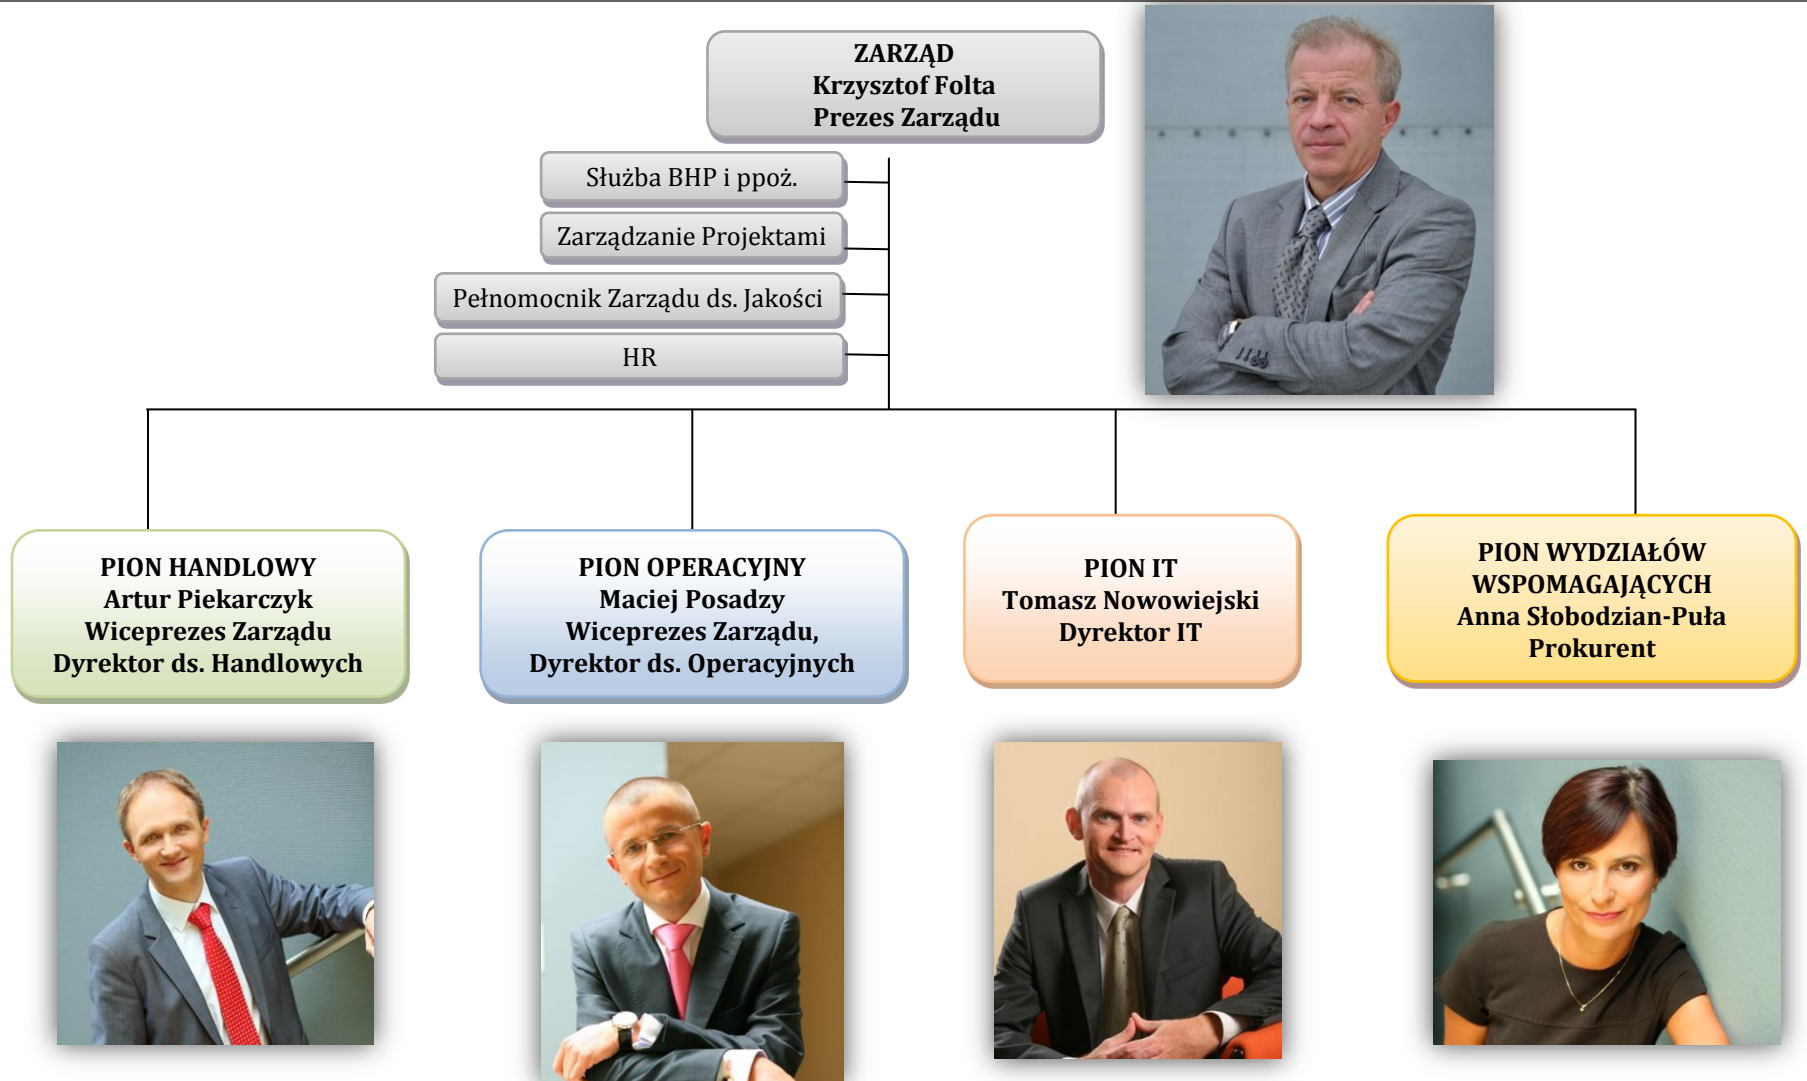 ZARZĄD
Krzysztof Folta
Prezes Zarządu
Służba BHP i ppoż.
Zarządzanie Projektami
Pełnomocnik Zarządu ds. Jakości
HR
PION HANDLOWY
Artur Piekarczyk
Wiceprezes Zarządu
Dyrektor ds. Handlowych
PION OPERACYJNY
Maciej Posadzy
Wiceprezes Zarządu,
Dyrektor ds. Operacyjnych
PION IT
Tomasz Nowowiejski
Dyrektor IT
PION WYDZIAŁÓW
WSPOMAGAJĄCYCH
Anna Słobodzian-Puła
Prokurent